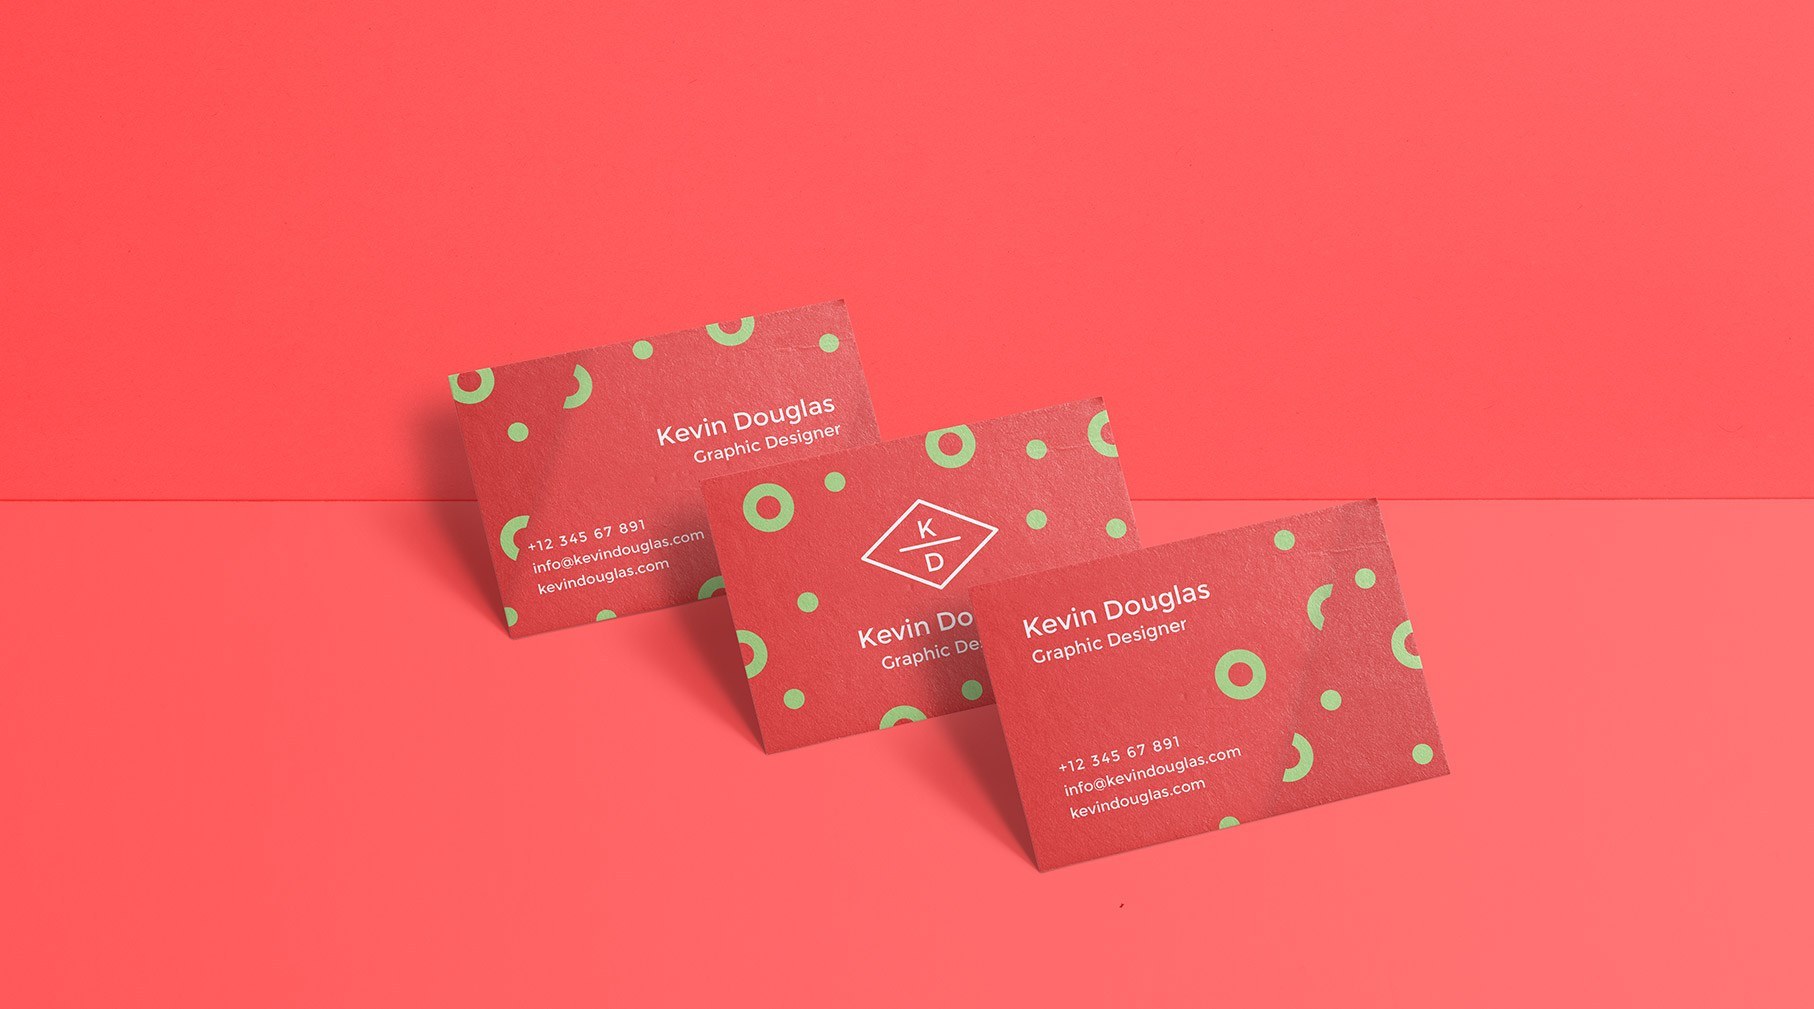 Kevin Douglas
Graphic Designer
+12 345 67 891
info@kevindouglas.com
kevindouglas.com
K
D
Kevin Do
Graphic De
Kevin Douglas
Graphic Designer
+12 345 67 891
info@kevindouglas.com
kevindouglas.com